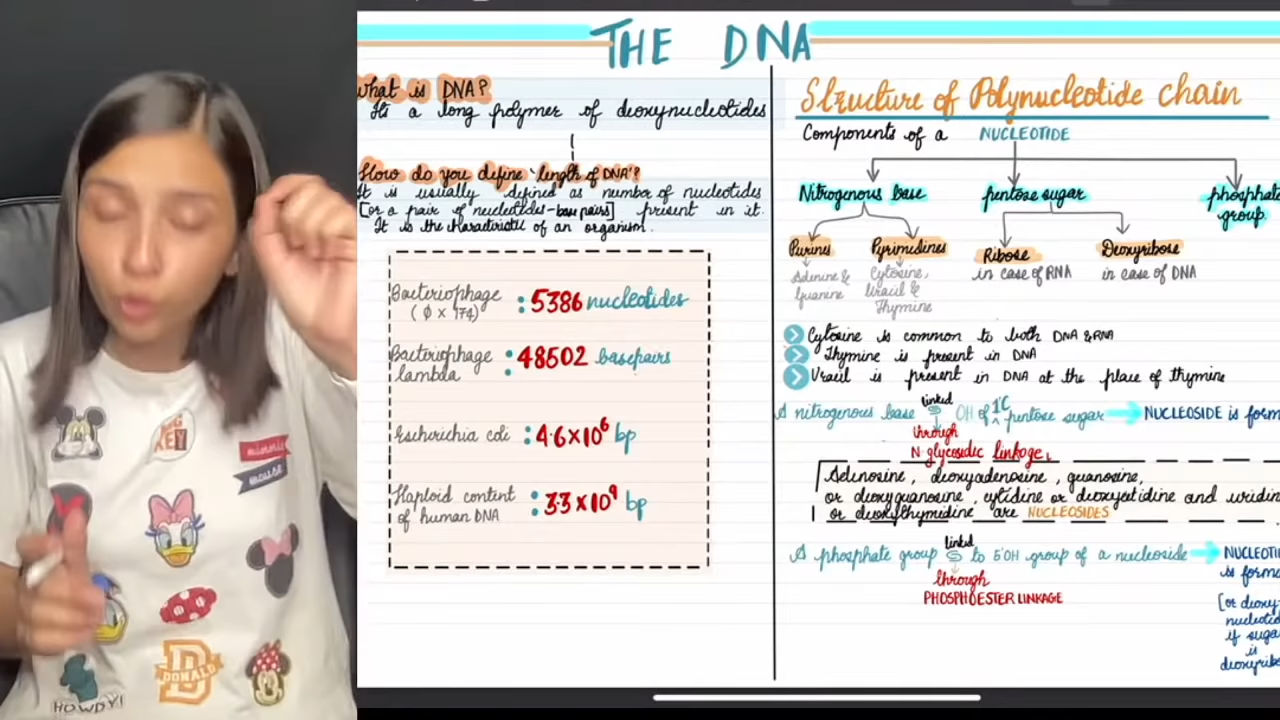 THE DNA
What is DNA?
It's a long polymer of deoxynucleotides
How do you define 'length of DNA'?
It is usually defined as number of nucleotides
[or a pair of nucleotides-base pairs] present in it.
It is the characteristic of an organism.
Bacteriophage
(φ × 174)
: 5386 nucleotides
Bacteriophage
lambda
: 48502 basepairs
Escherichia coli : 4.6×10⁶ bp
Haploid content
of human DNA
: 3.3×10⁹ bp
Structure of Polynucleotide chain
Components of a NUCLEOTIDE
Nitrogenous base
pentose sugar
phosphate
group
Purines
Pyrimidines
Ribose
Deoxyribose
Adenine &
guanine
Cytosine,
Uracil &
Thymine
in case of RNA
in case of DNA
Cytosine is common to both DNA & RNA
Thymine is present in DNA
Uracil is present in DNA at the place of thymine
A nitrogenous base linked OH of 1'C pentose sugar NUCLEOSIDE is form
through
N glycosidic linkage.
Adenosine, deoxyadenosine, guanosine,
or deoxyguanosine, cytidine or deoxycitidine and uridin
or deoxythymidine are NUCLEOSIDES
A phosphate group linked to 5'OH group of a nucleoside NUCLEOTI
is forme
through
PHOSPHOESTER LINKAGE
[or deoxy-
nucleotid
if sugar
is
deoxyribo
minnie
mouse
DONALD
HOWDY!